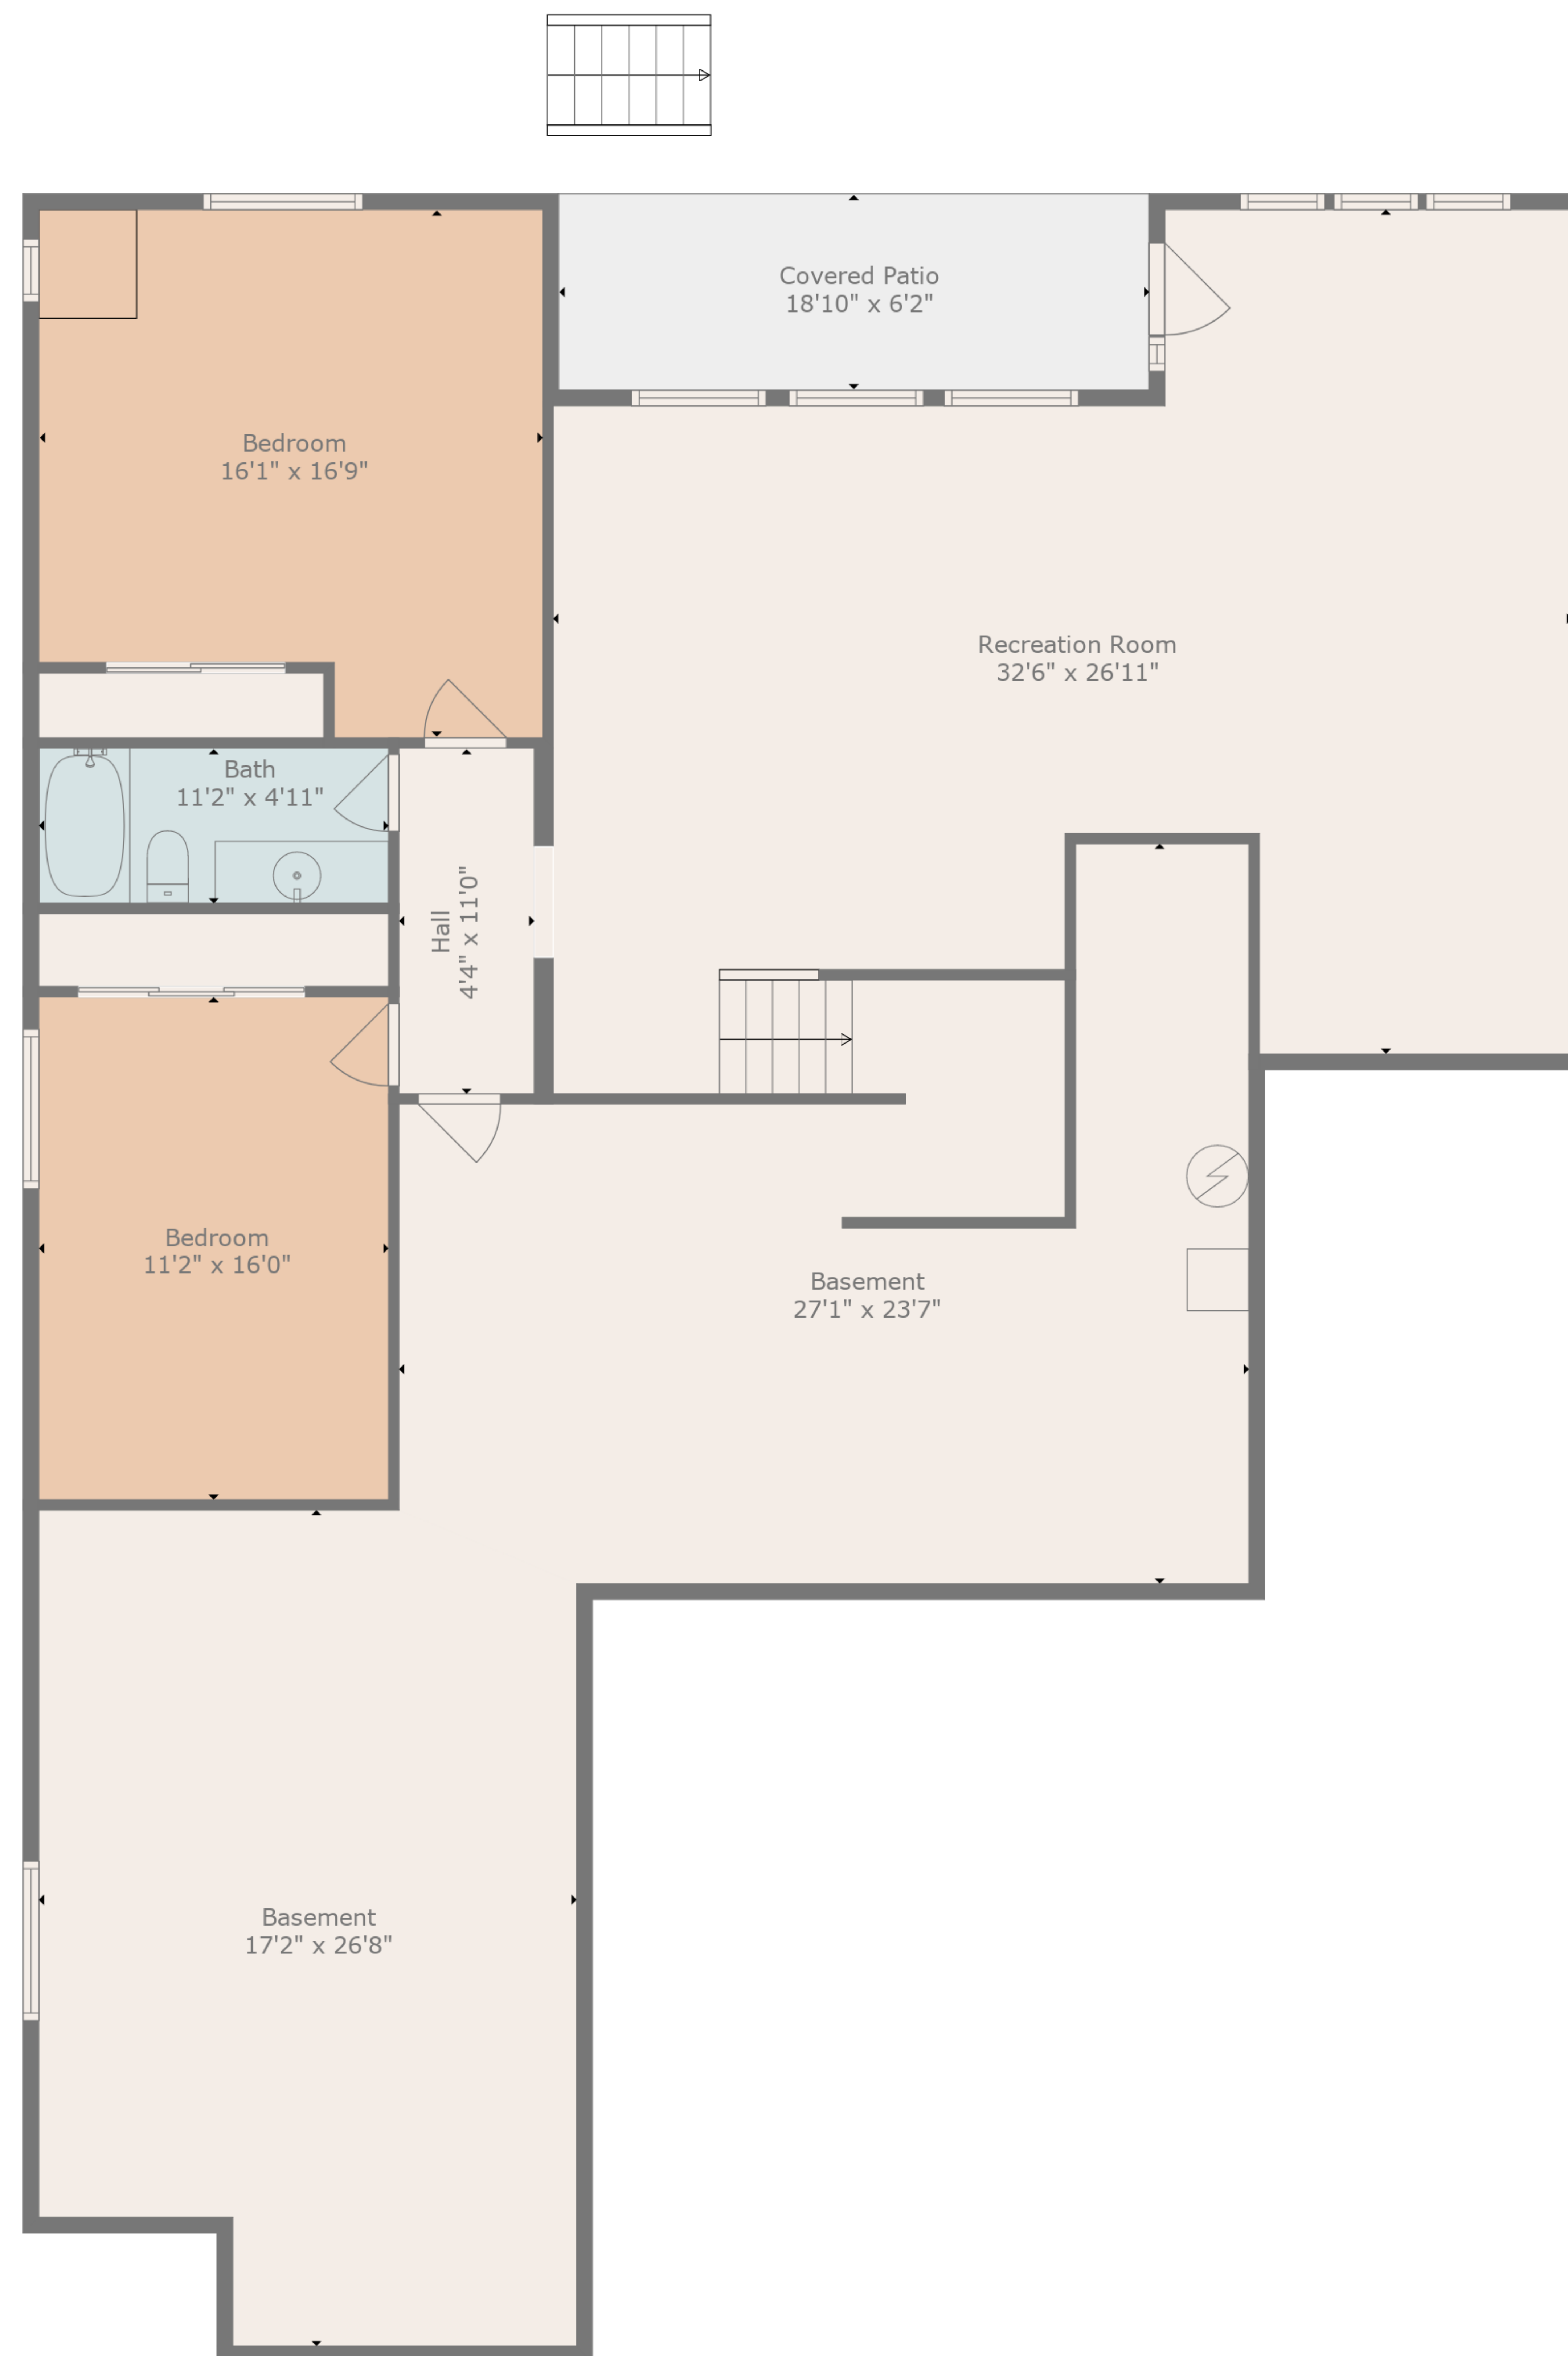 Covered Patio
18'10" x 6'2"
Bedroom
16'1" x 16'9"
Recreation Room
32'6" x 26'11"
Bath
11'2" x 4'11"
Hall
4'4" x 11'0"
Bedroom
11'2" x 16'0"
Basement
27'1" x 23'7"
Basement
17'2" x 26'8"